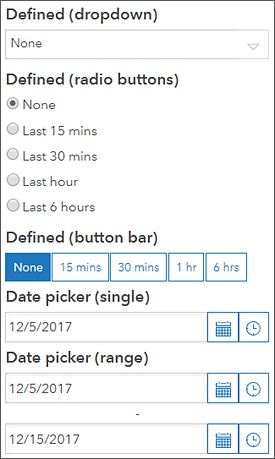 Defined (dropdown)
None
Defined (radio buttons)
None
Last 15 mins
Last 30 mins
Last hour
Last 6 hours
Defined (button bar)
None 15 mins 30 mins 1 hr 6 hrs
Date picker (single)
12/5/2017
Date picker (range)
12/5/2017
-
12/15/2017